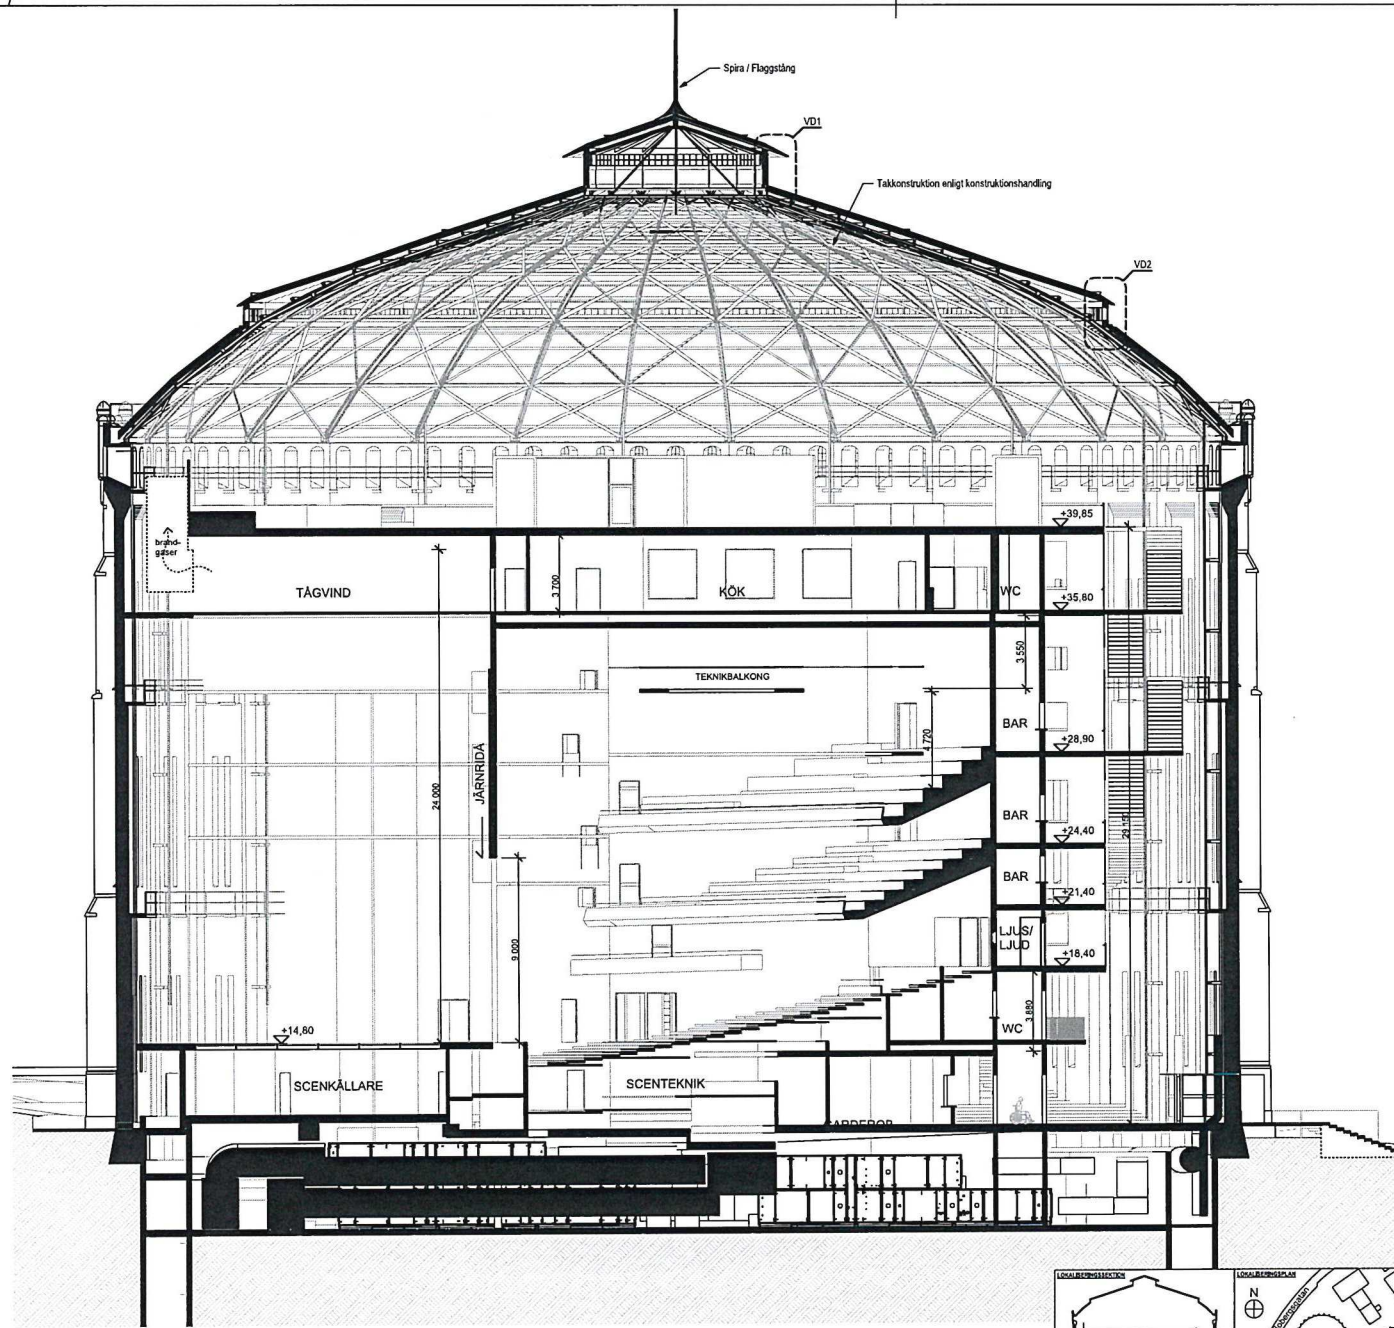 Spira / Flaggstång
VD1
Takkonstruktion enligt konstruktionshandling
VD2
+39,85
brand-
gaser
TÅGVIND
3 700
KÖK
WC
+35,80
3 550
TEKNIKBALKONG
BAR
4 720
+28,90
JÄRNRIDÅ
24 000
BAR
+24,40
29 150
BAR
+21,40
9 000
LJUS/
LJUD
+18,40
3 880
WC
+14,80
SCENKÄLLARE
SCENTEKNIK
GARDEROB
LOKALISERINGSSEKTION
LOKALISERINGSPLAN
N